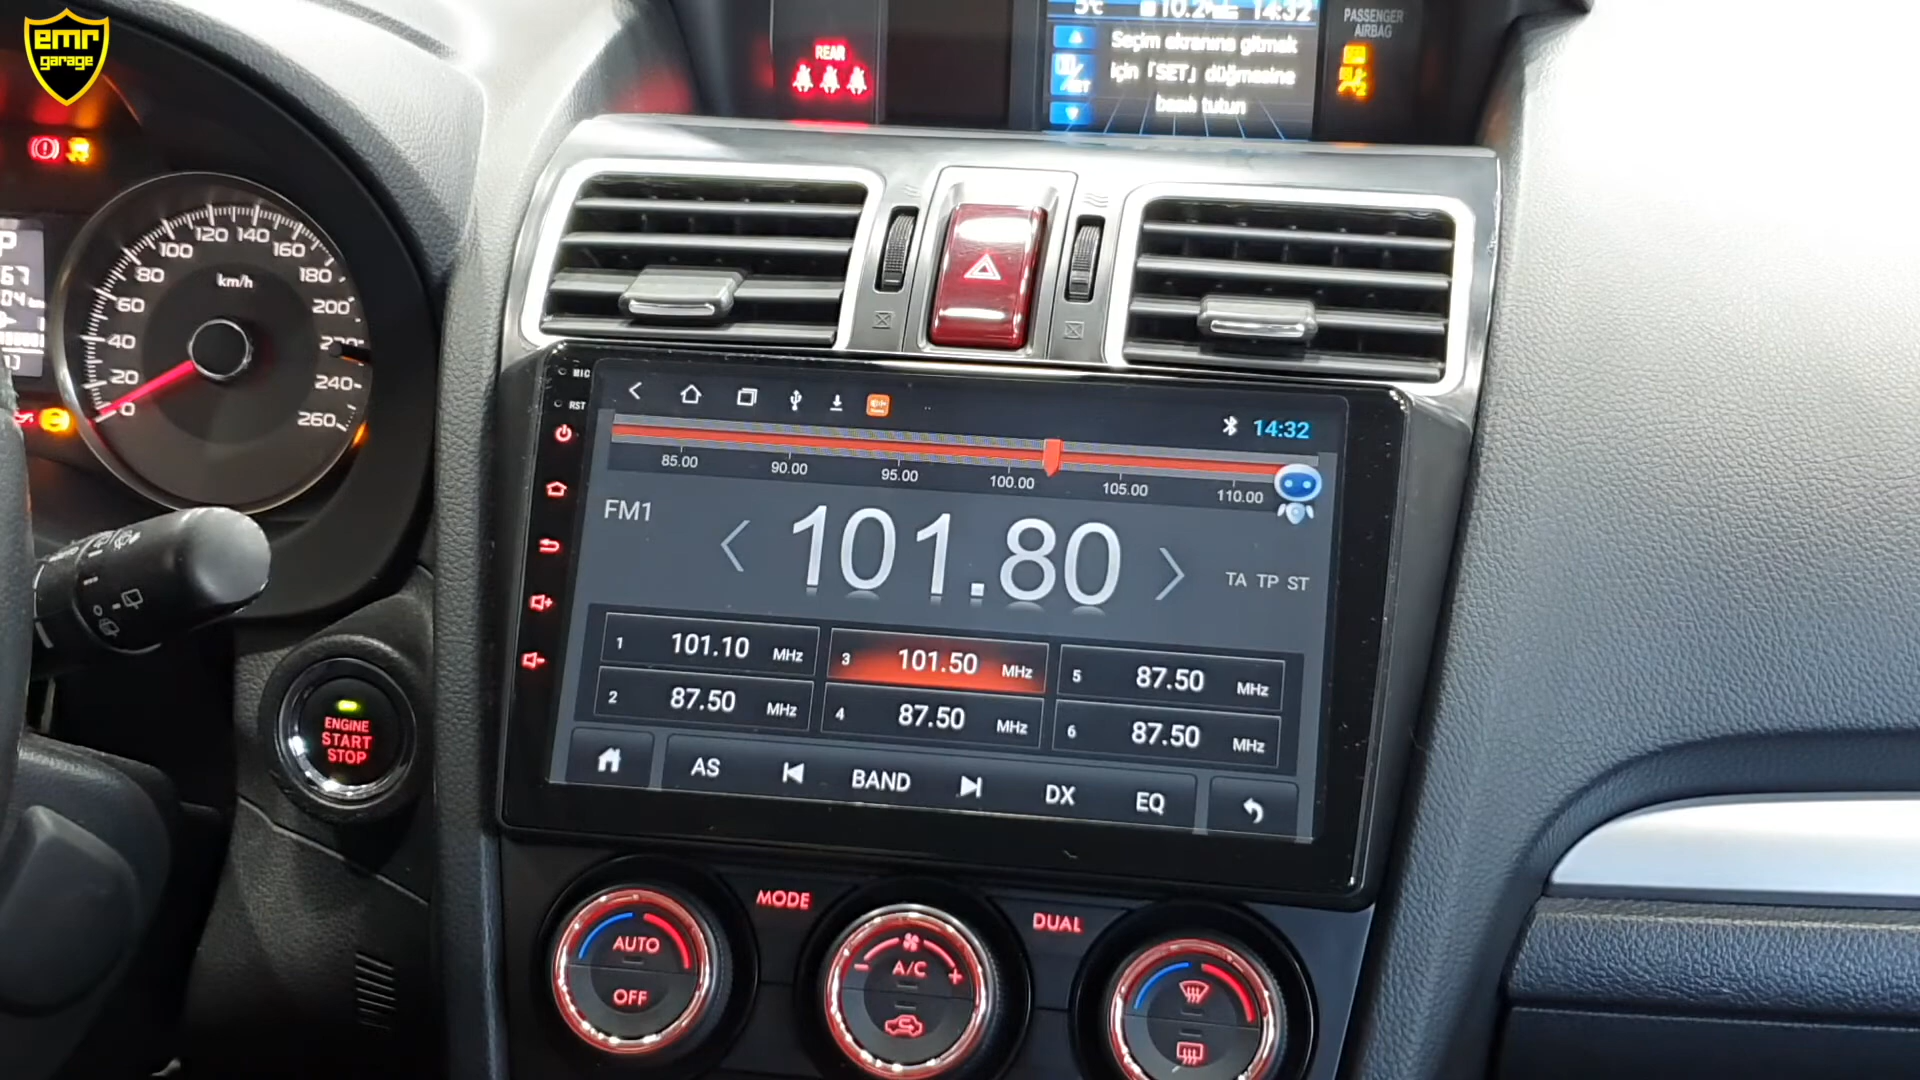 emr
garage
REAR
5°C
14:32
Seçim ekranına gitmek
için 「SET」 düğmesine
basılı tutun
PASSENGER
AIRBAG
P
km/h
0
20
40
60
80
100
120
140
160
180
200
240
260
MIC
RST
14:32
85.00 90.00 95.00 100.00 105.00 110.00
FM1
101.80
TA TP ST
1 101.10 MHz
3 101.50 MHz
5 87.50 MHz
2 87.50 MHz
4 87.50 MHz
6 87.50 MHz
AS BAND DX EQ
ENGINE
START
STOP
MODE
DUAL
AUTO
OFF
A/C
- +